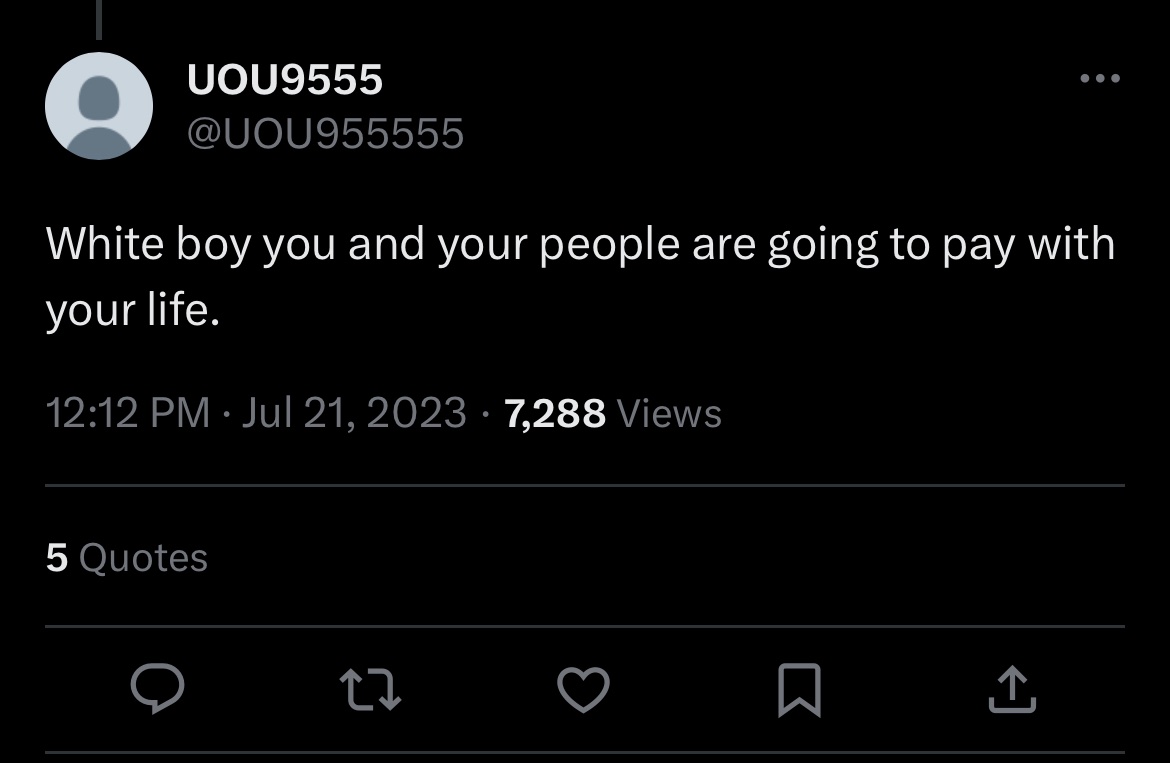 UOU9555
@UOU955555
White boy you and your people are going to pay with
your life.
12:12 PM · Jul 21, 2023 · 7,288 Views
5 Quotes